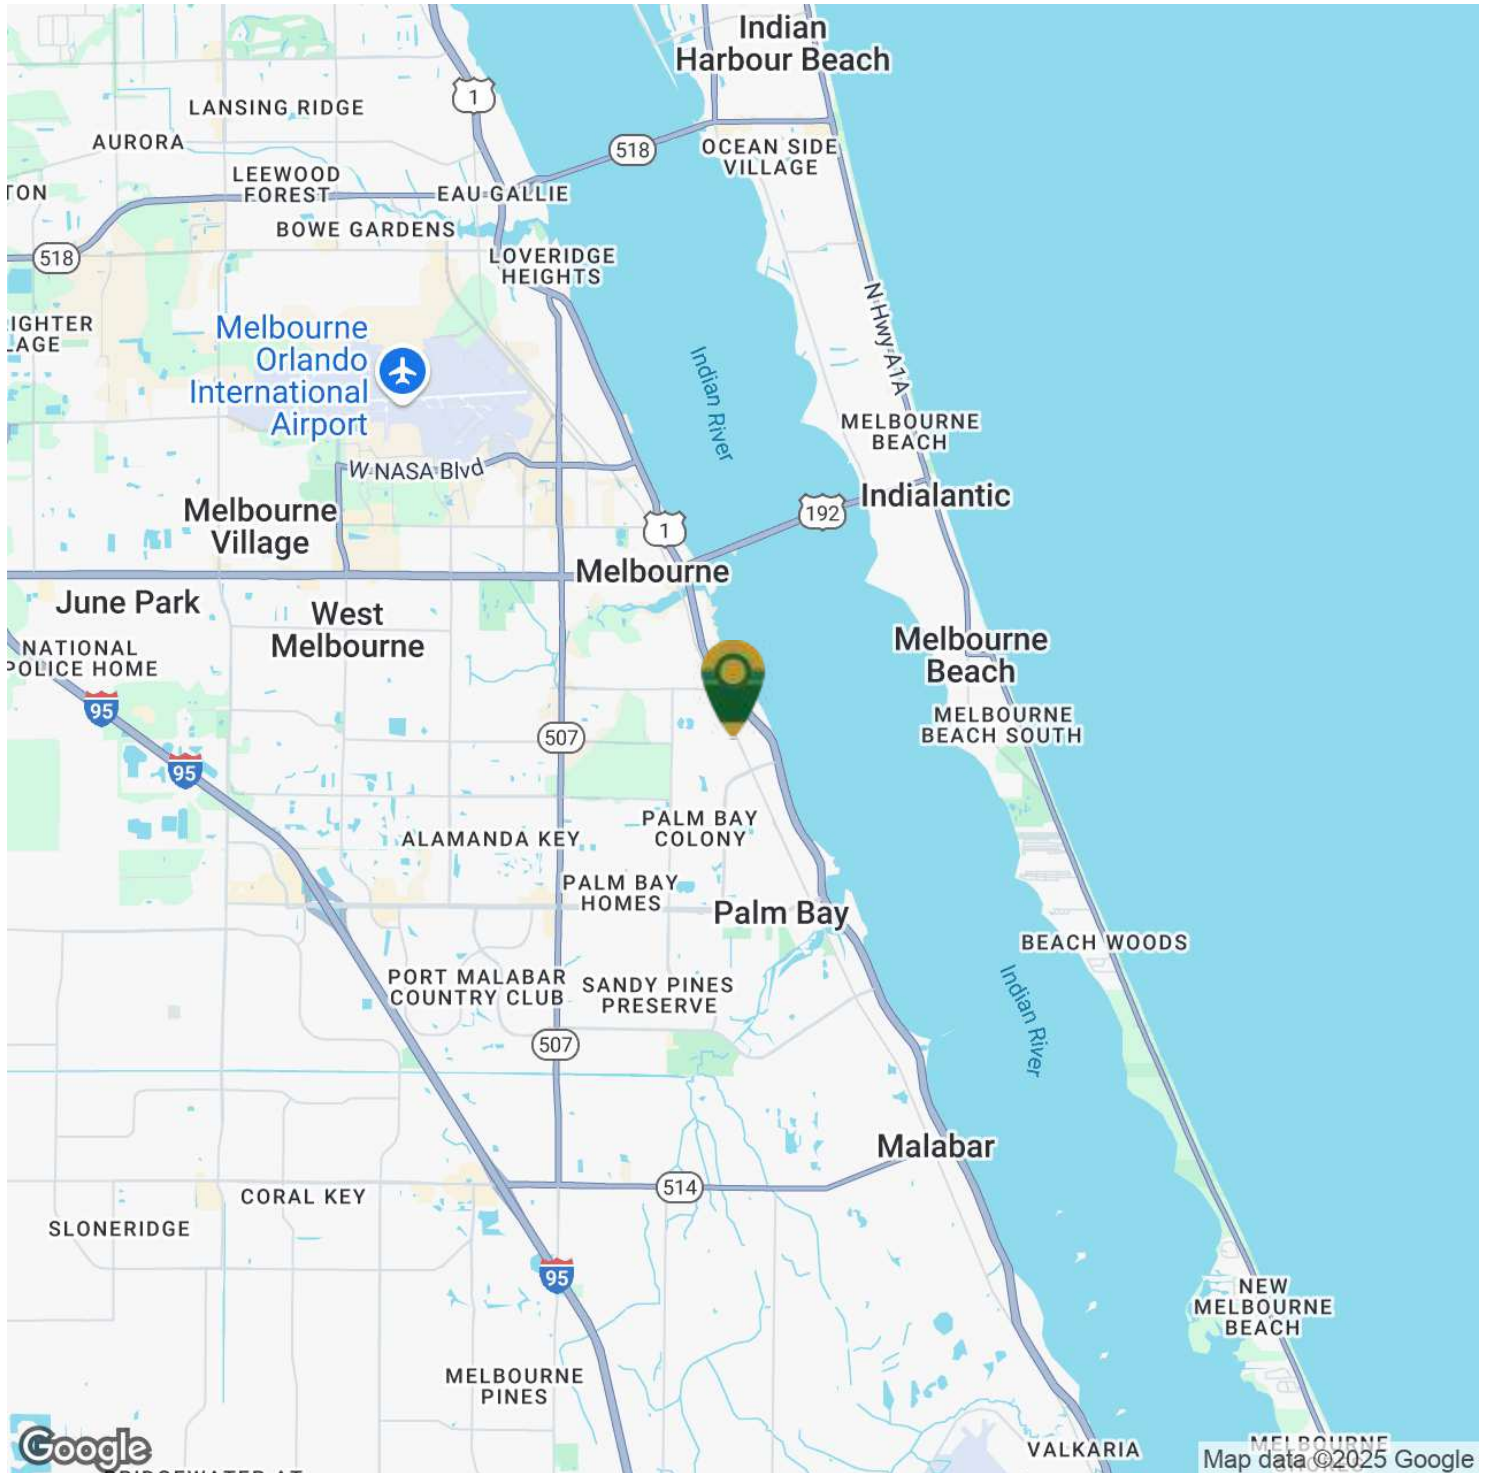 Indian
Harbour Beach
1
LANSING RIDGE
AURORA
518
OCEAN SIDE
VILLAGE
LEEWOOD
FOREST
TON
EAU GALLIE
BOWE GARDENS
518
LOVERIDGE
HEIGHTS
N Hwy A1A
IGHTER
LAGE
Melbourne
Orlando
International
Airport
Indian River
MELBOURNE
BEACH
W NASA Blvd
Indialantic
192
Melbourne
Village
1
Melbourne
June Park
West
Melbourne
NATIONAL
POLICE HOME
Melbourne
Beach
95
MELBOURNE
BEACH SOUTH
507
95
PALM BAY
COLONY
ALAMANDA KEY
PALM BAY
HOMES
Palm Bay
BEACH WOODS
PORT MALABAR
COUNTRY CLUB
SANDY PINES
PRESERVE
Indian River
507
Malabar
514
CORAL KEY
SLONERIDGE
95
NEW
MELBOURNE
BEACH
MELBOURNE
PINES
VALKARIA
MELBOURNE
Google
Map data ©2025 Google